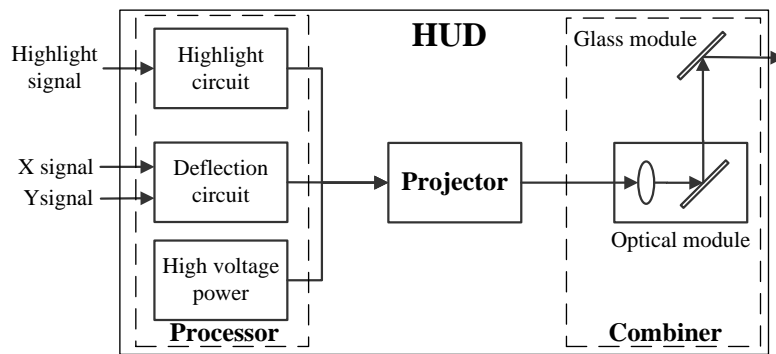 HUD
Highlight
signal
Highlight
circuit
Glass module
X signal
Ysignal
Deflection
circuit
Projector
Optical module
High voltage
power
Processor
Combiner